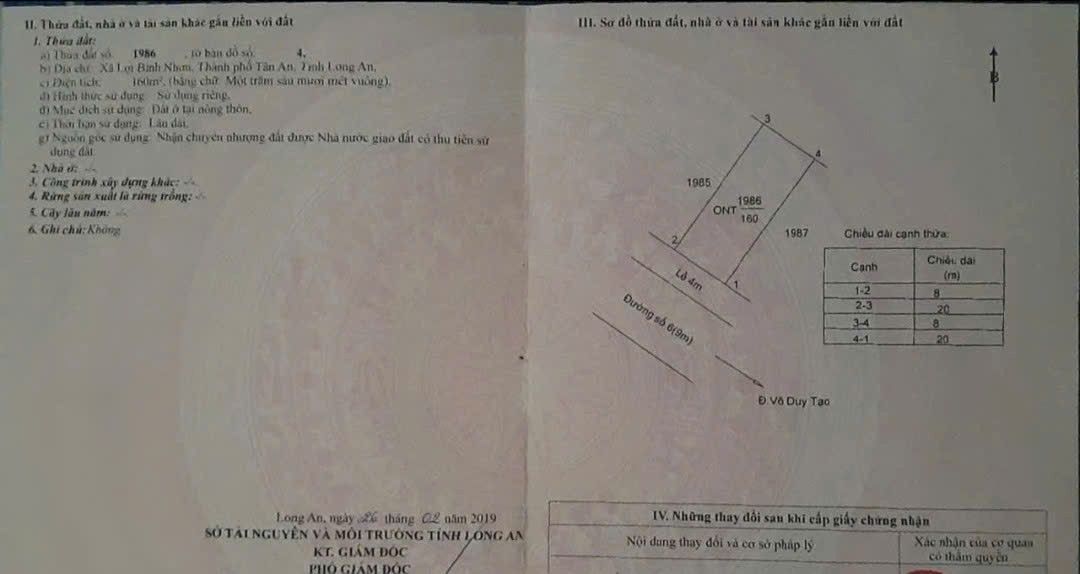 II. Thửa đất, nhà ở và tài sản khác gắn liền với đất
1. Thửa đất:
a) Thửa đất số: 1986 , tờ bản đồ số: 4,
b) Địa chỉ: Xã Lợi Bình Nhơn, Thành phố Tân An, Tỉnh Long An,
c) Diện tích: 160m², (bằng chữ: Một trăm sáu mươi mét vuông),
d) Hình thức sử dụng: Sử dụng riêng,
đ) Mục đích sử dụng: Đất ở tại nông thôn,
e) Thời hạn sử dụng: Lâu dài,
g) Nguồn gốc sử dụng: Nhận chuyển nhượng đất được Nhà nước giao đất có thu tiền sử
dụng đất
2. Nhà ở: -/-
3. Công trình xây dựng khác: -/-
4. Rừng sản xuất là rừng trồng: -/-
5. Cây lâu năm: -/-
6. Ghi chú: Không
Long An, ngày 26 tháng 02 năm 2019
SỞ TÀI NGUYÊN VÀ MÔI TRƯỜNG TỈNH LONG AN
KT. GIÁM ĐỐC
PHÓ GIÁM ĐỐC
III. Sơ đồ thửa đất, nhà ở và tài sản khác gắn liền với đất
B
3
4
1985
ONT 1986
160
1987
2
1
Lề 4m
Đường số 6(9m)
Đ.Võ Duy Tạo
Chiều dài cạnh thửa:
Cạnh Chiều dài
(m)
1-2 8
2-3 20
3-4 8
4-1 20
IV. Những thay đổi sau khi cấp giấy chứng nhận
Nội dung thay đổi và cơ sở pháp lý Xác nhận của cơ quan
có thẩm quyền